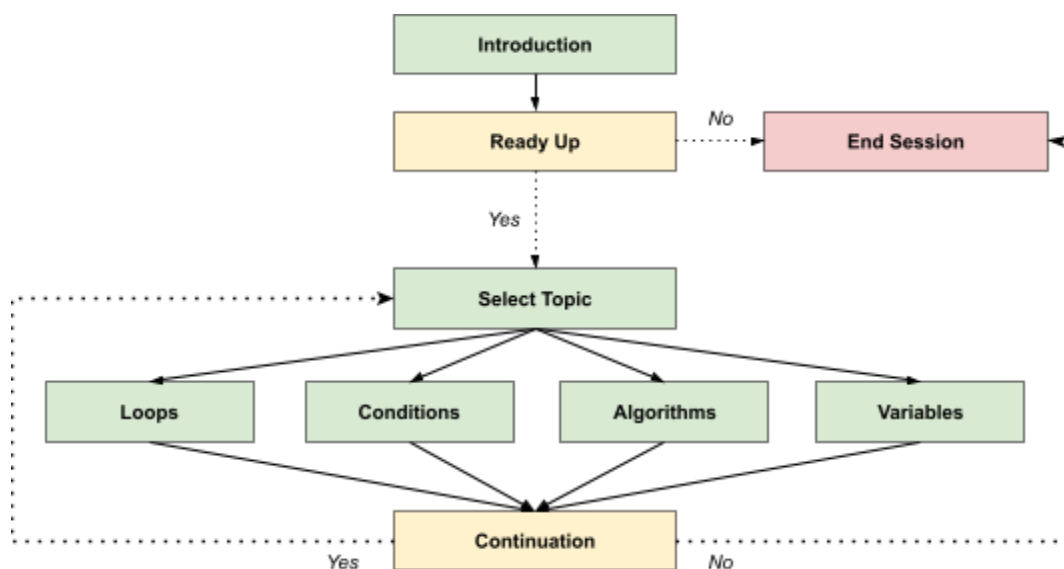 Introduction
Ready Up
No
End Session
Yes
Select Topic
Loops
Conditions
Algorithms
Variables
Continuation
Yes
No